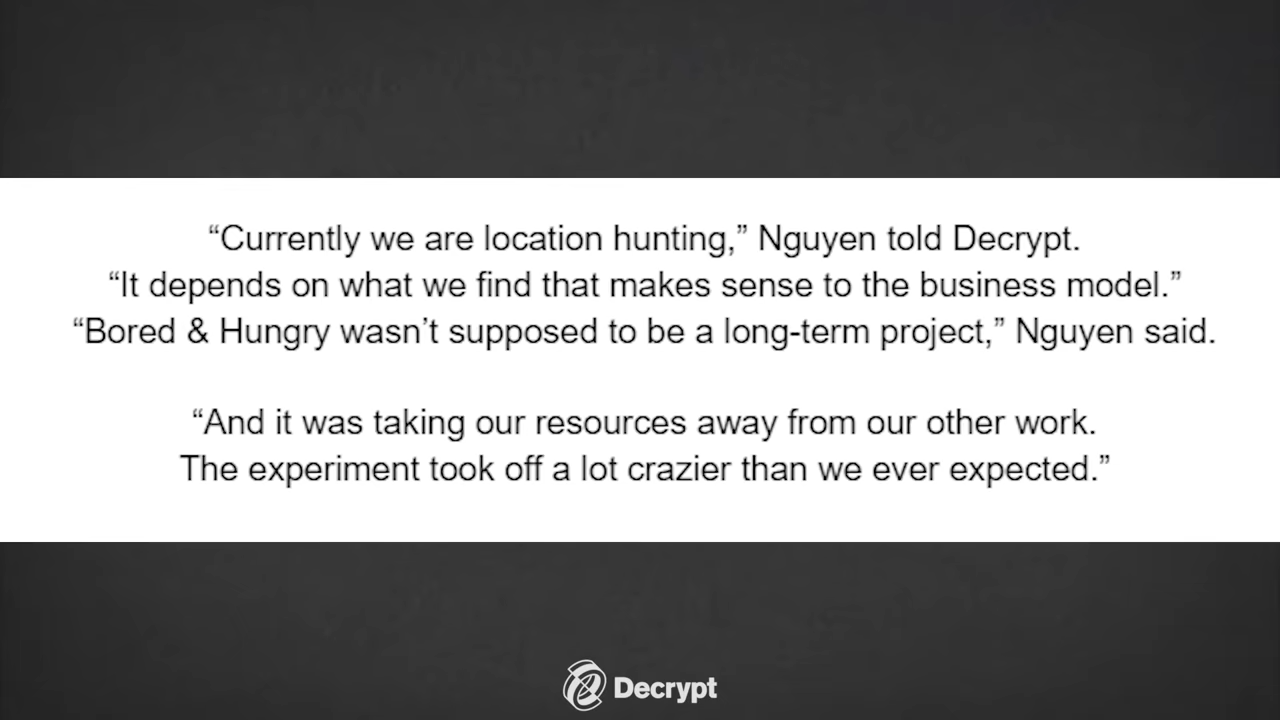 “Currently we are location hunting,” Nguyen told Decrypt.
“It depends on what we find that makes sense to the business model.”
“Bored & Hungry wasn’t supposed to be a long-term project,” Nguyen said.
“And it was taking our resources away from our other work.
The experiment took off a lot crazier than we ever expected.”
Decrypt